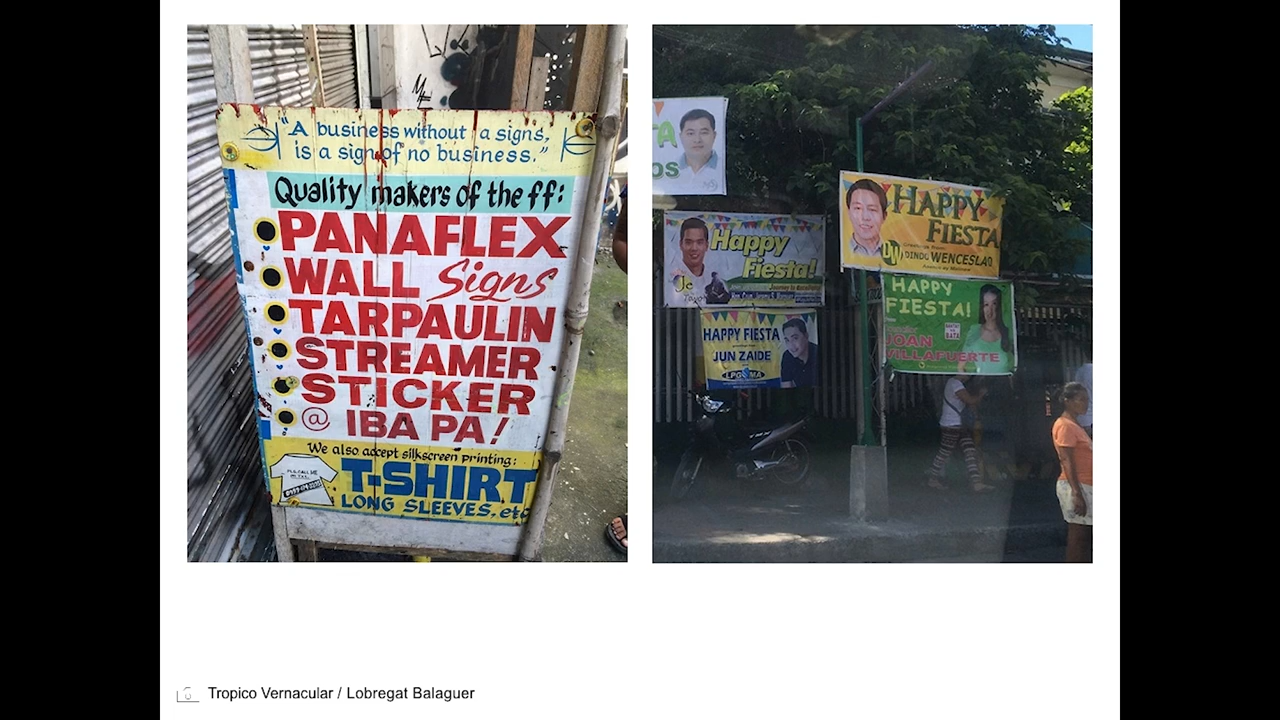 "A business without a signs,
is a sign of no business."
Quality makers of the ff:
PANAFLEX
WALL Signs
TARPAULIN
STREAMER
STICKER
@ IBA PA!
We also accept silkscreen printing:
T-SHIRT
LONG SLEEVES, etc
Happy
Fiesta!
HAPPY FIESTA
JUN ZAIDE
LPGMA
HAPPY
FIESTA
DINDO WENCESLAO
HAPPY
FIESTA!
JOAN
VILLAFUERTE
Tropico Vernacular / Lobregat Balaguer